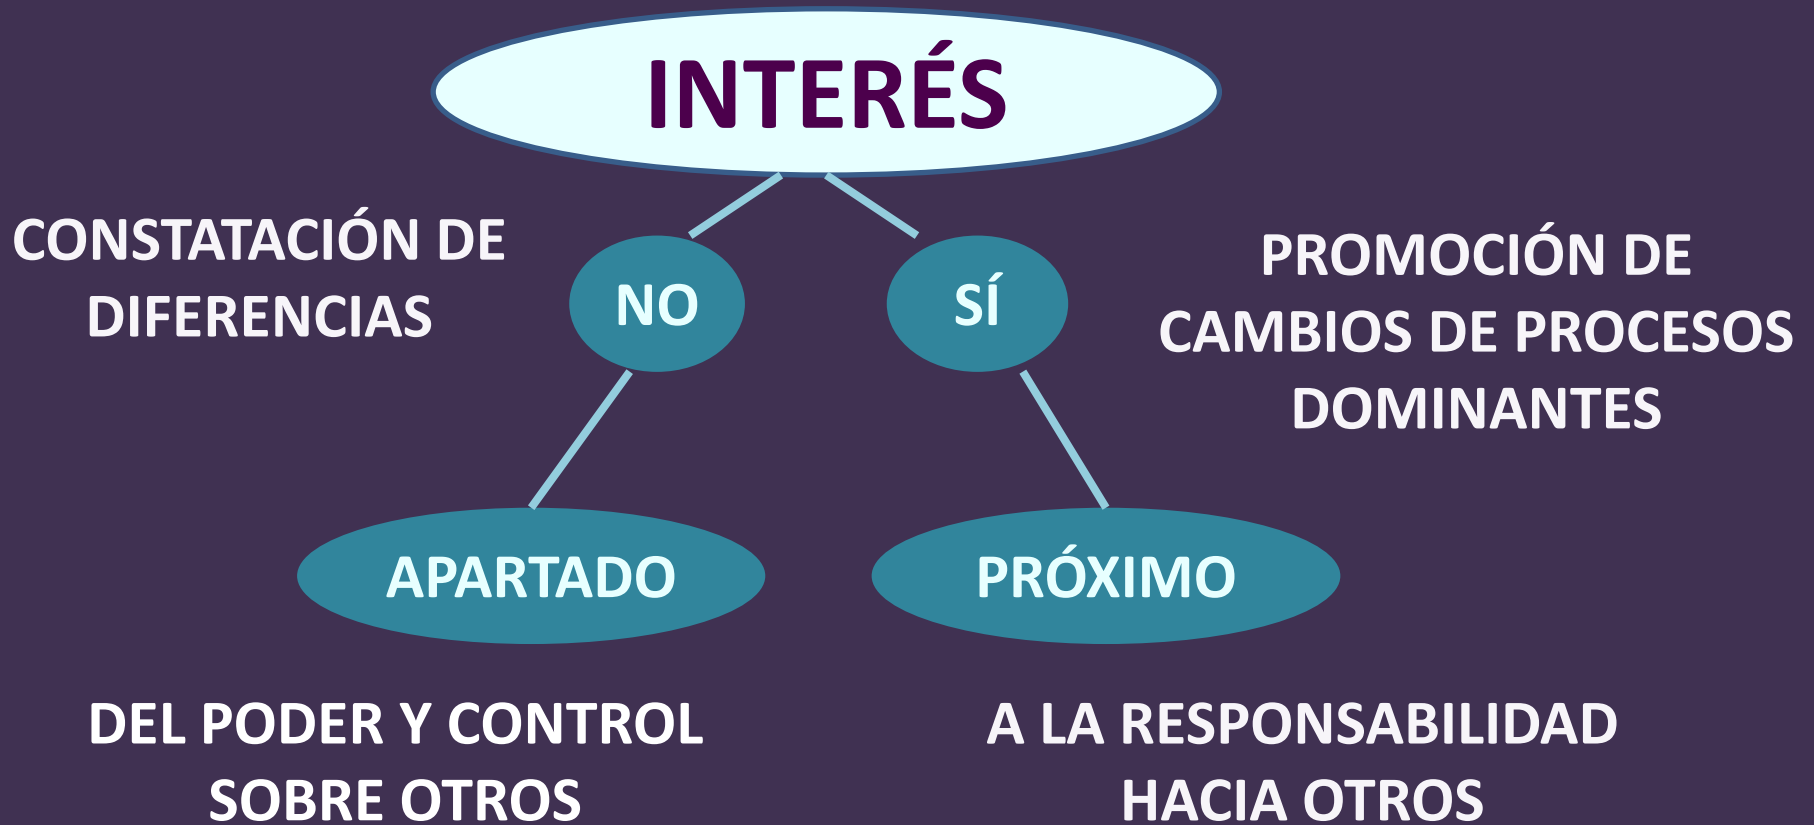 INTERÉS
CONSTATACIÓN DE
DIFERENCIAS
NO
SÍ
PROMOCIÓN DE
CAMBIOS DE PROCESOS
DOMINANTES
APARTADO
PRÓXIMO
DEL PODER Y CONTROL
SOBRE OTROS
A LA RESPONSABILIDAD
HACIA OTROS